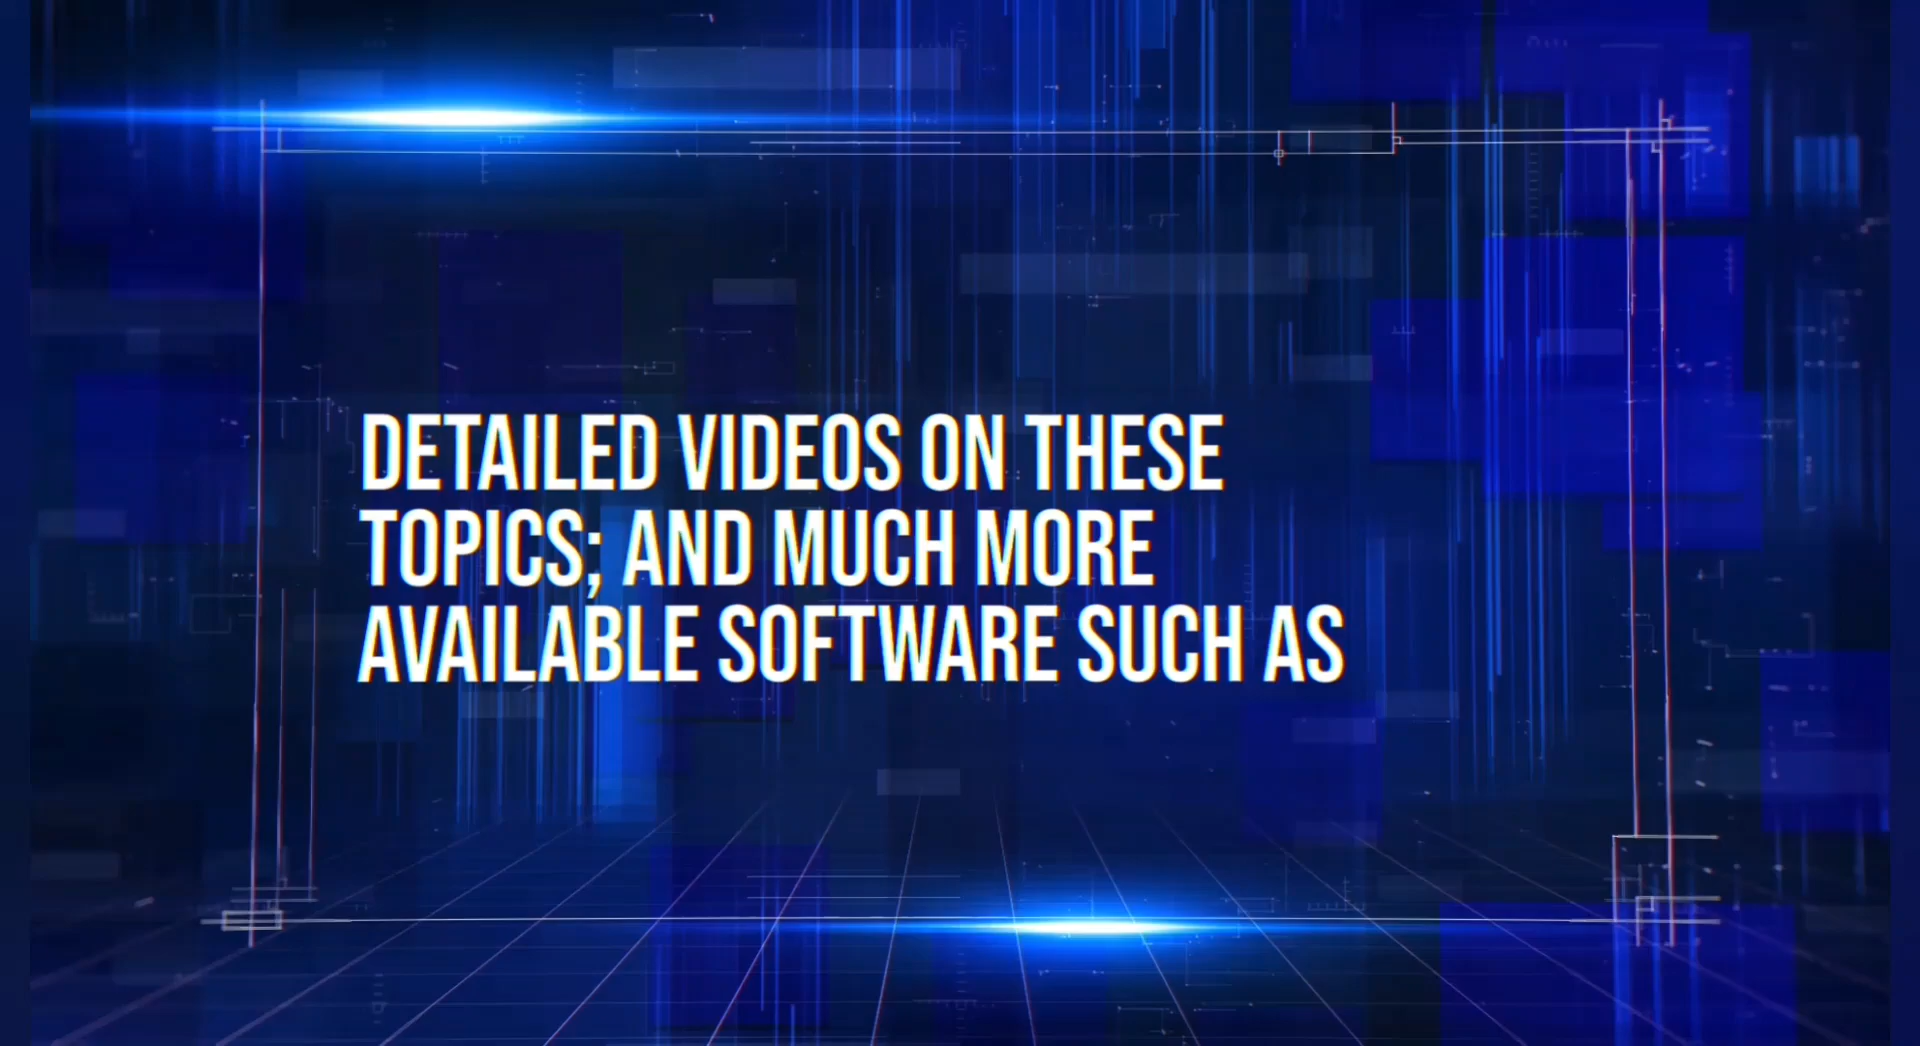 DETAILED VIDEOS ON THESE
TOPICS; AND MUCH MORE
AVAILABLE SOFTWARE SUCH AS